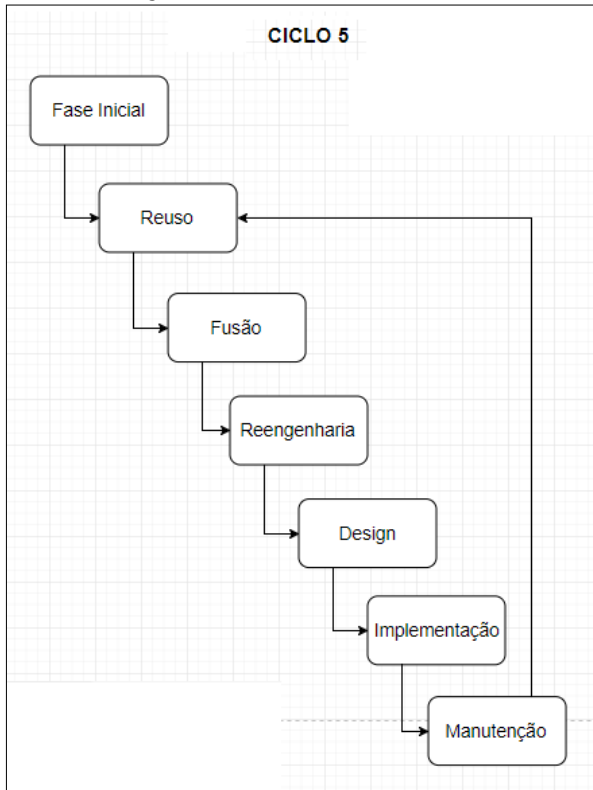 CICLO 5
Fase Inicial
Reuso
Fusão
Reengenharia
Design
Implementação
Manutenção